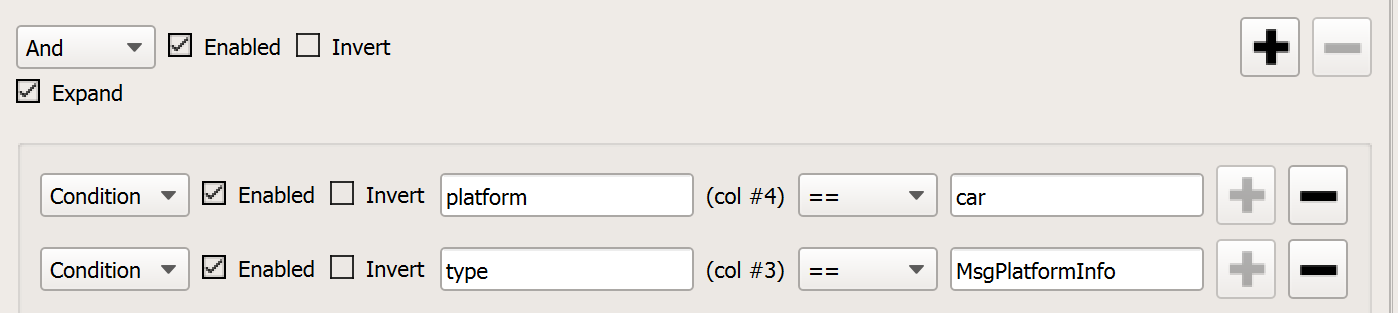 And Enabled Invert
Expand
Condition Enabled Invert platform (col #4) == car
Condition Enabled Invert type (col #3) == MsgPlatformInfo